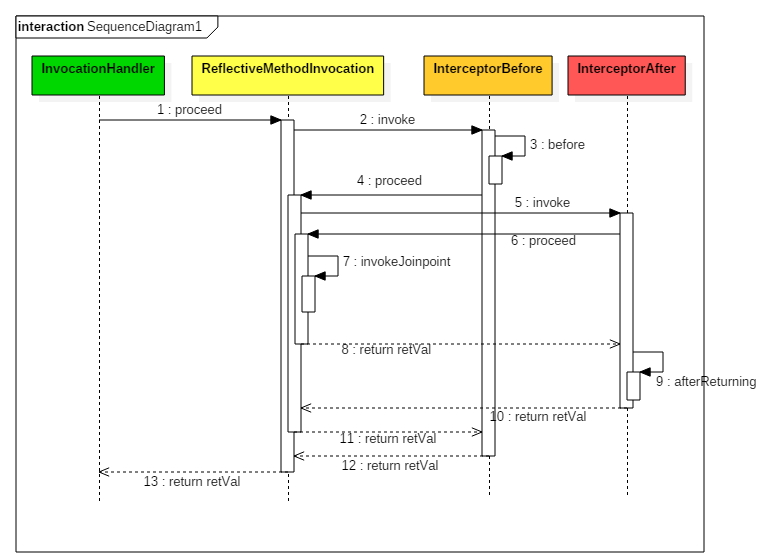 interaction SequenceDiagram1
InvocationHandler
ReflectiveMethodInvocation
InterceptorBefore
InterceptorAfter
1 : proceed
2 : invoke
3 : before
4 : proceed
5 : invoke
6 : proceed
7 : invokeJoinpoint
8 : return retVal
9 : afterReturning
10 : return retVal
11 : return retVal
12 : return retVal
13 : return retVal